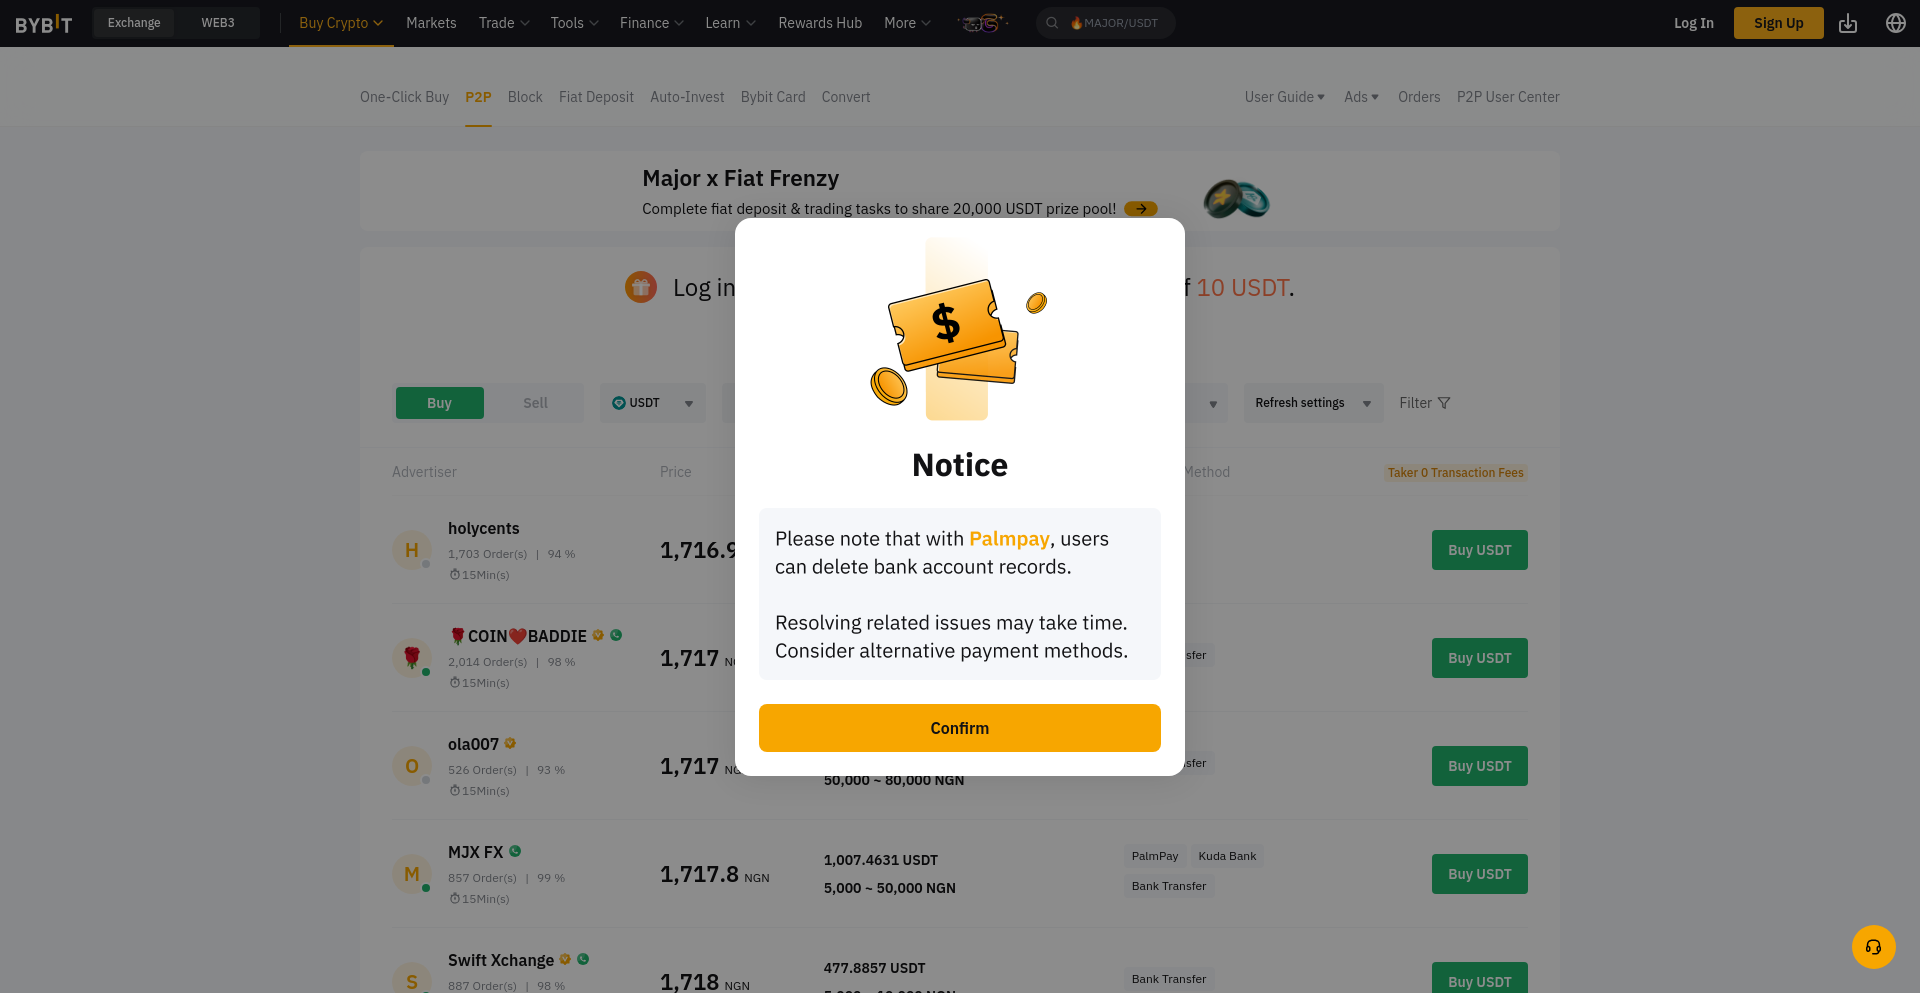 BYBIT
Exchange
WEB3
Buy Crypto
Markets
Trade
Tools
Finance
Learn
Rewards Hub
More
🔥MAJOR/USDT
Log In
Sign Up
One-Click Buy
P2P
Block
Fiat Deposit
Auto-Invest
Bybit Card
Convert
User Guide
Ads
Orders
P2P User Center
Major x Fiat Frenzy
Complete fiat deposit & trading tasks to share 20,000 USDT prize pool!
Log in
10 USDT.
Buy
Sell
USDT
Refresh settings
Filter
Advertiser
Price
Method
Taker 0 Transaction Fees
H
holycents
1,703 Order(s) | 94 %
15Min(s)
1,716.9
Buy USDT
🌹COIN❤️BADDIE
2,014 Order(s) | 98 %
15Min(s)
1,717
Buy USDT
O
ola007
526 Order(s) | 93 %
15Min(s)
1,717
50,000 ~ 80,000 NGN
Buy USDT
M
MJX FX
857 Order(s) | 99 %
15Min(s)
1,717.8 NGN
1,007.4631 USDT
5,000 ~ 50,000 NGN
PalmPay
Kuda Bank
Bank Transfer
Buy USDT
S
Swift Xchange
887 Order(s) | 98 %
1,718 NGN
477.8857 USDT
Bank Transfer
Buy USDT
$
Notice
Please note that with Palmpay, users
can delete bank account records.
Resolving related issues may take time.
Consider alternative payment methods.
Confirm